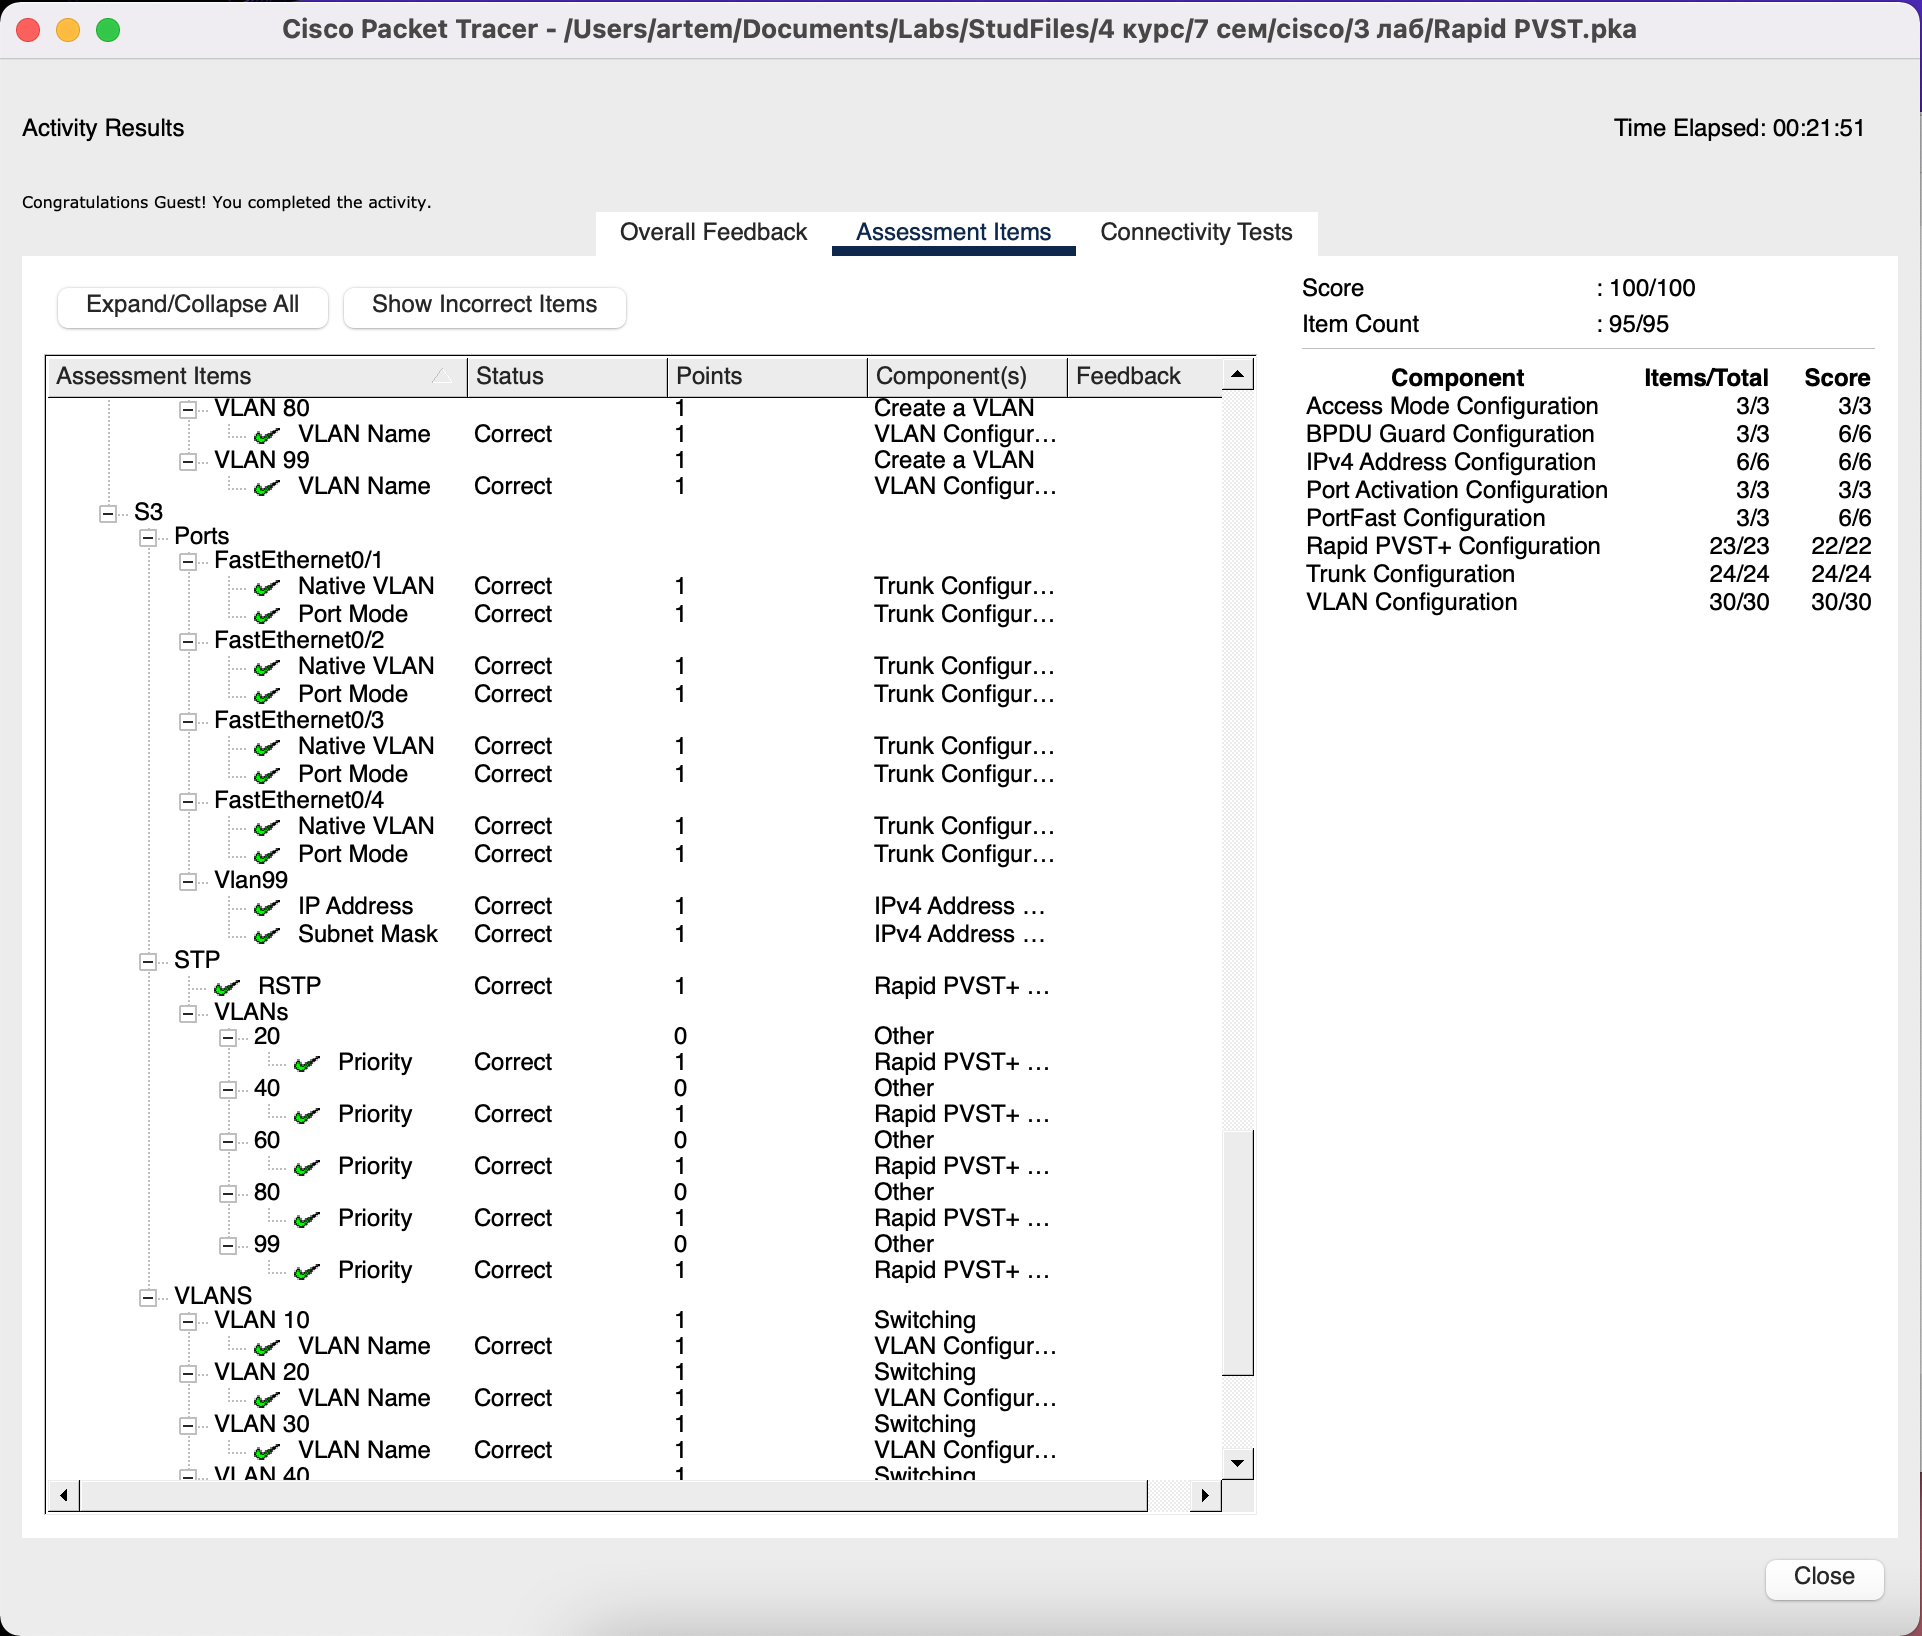 Cisco Packet Tracer - /Users/artem/Documents/Labs/StudFiles/4 курс/7 сем/cisco/3 лаб/Rapid PVST.pka
Activity Results
Time Elapsed: 00:21:51
Congratulations Guest! You completed the activity.
Overall Feedback Assessment Items Connectivity Tests
Expand/Collapse All Show Incorrect Items
Assessment Items Status Points Component(s) Feedback
VLAN 80 1 Create a VLAN
VLAN Name Correct 1 VLAN Configur...
VLAN 99 1 Create a VLAN
VLAN Name Correct 1 VLAN Configur...
S3
Ports
FastEthernet0/1
Native VLAN Correct 1 Trunk Configur...
Port Mode Correct 1 Trunk Configur...
FastEthernet0/2
Native VLAN Correct 1 Trunk Configur...
Port Mode Correct 1 Trunk Configur...
FastEthernet0/3
Native VLAN Correct 1 Trunk Configur...
Port Mode Correct 1 Trunk Configur...
FastEthernet0/4
Native VLAN Correct 1 Trunk Configur...
Port Mode Correct 1 Trunk Configur...
Vlan99
IP Address Correct 1 IPv4 Address ...
Subnet Mask Correct 1 IPv4 Address ...
STP
RSTP Correct 1 Rapid PVST+ ...
VLANs
20 0 Other
Priority Correct 1 Rapid PVST+ ...
40 0 Other
Priority Correct 1 Rapid PVST+ ...
60 0 Other
Priority Correct 1 Rapid PVST+ ...
80 0 Other
Priority Correct 1 Rapid PVST+ ...
99 0 Other
Priority Correct 1 Rapid PVST+ ...
VLANS
VLAN 10 1 Switching
VLAN Name Correct 1 VLAN Configur...
VLAN 20 1 Switching
VLAN Name Correct 1 VLAN Configur...
VLAN 30 1 Switching
VLAN Name Correct 1 VLAN Configur...
VLAN 40 1 Switching
Score : 100/100
Item Count : 95/95
Component Items/Total Score
Access Mode Configuration 3/3 3/3
BPDU Guard Configuration 3/3 6/6
IPv4 Address Configuration 6/6 6/6
Port Activation Configuration 3/3 3/3
PortFast Configuration 3/3 6/6
Rapid PVST+ Configuration 23/23 22/22
Trunk Configuration 24/24 24/24
VLAN Configuration 30/30 30/30
Close